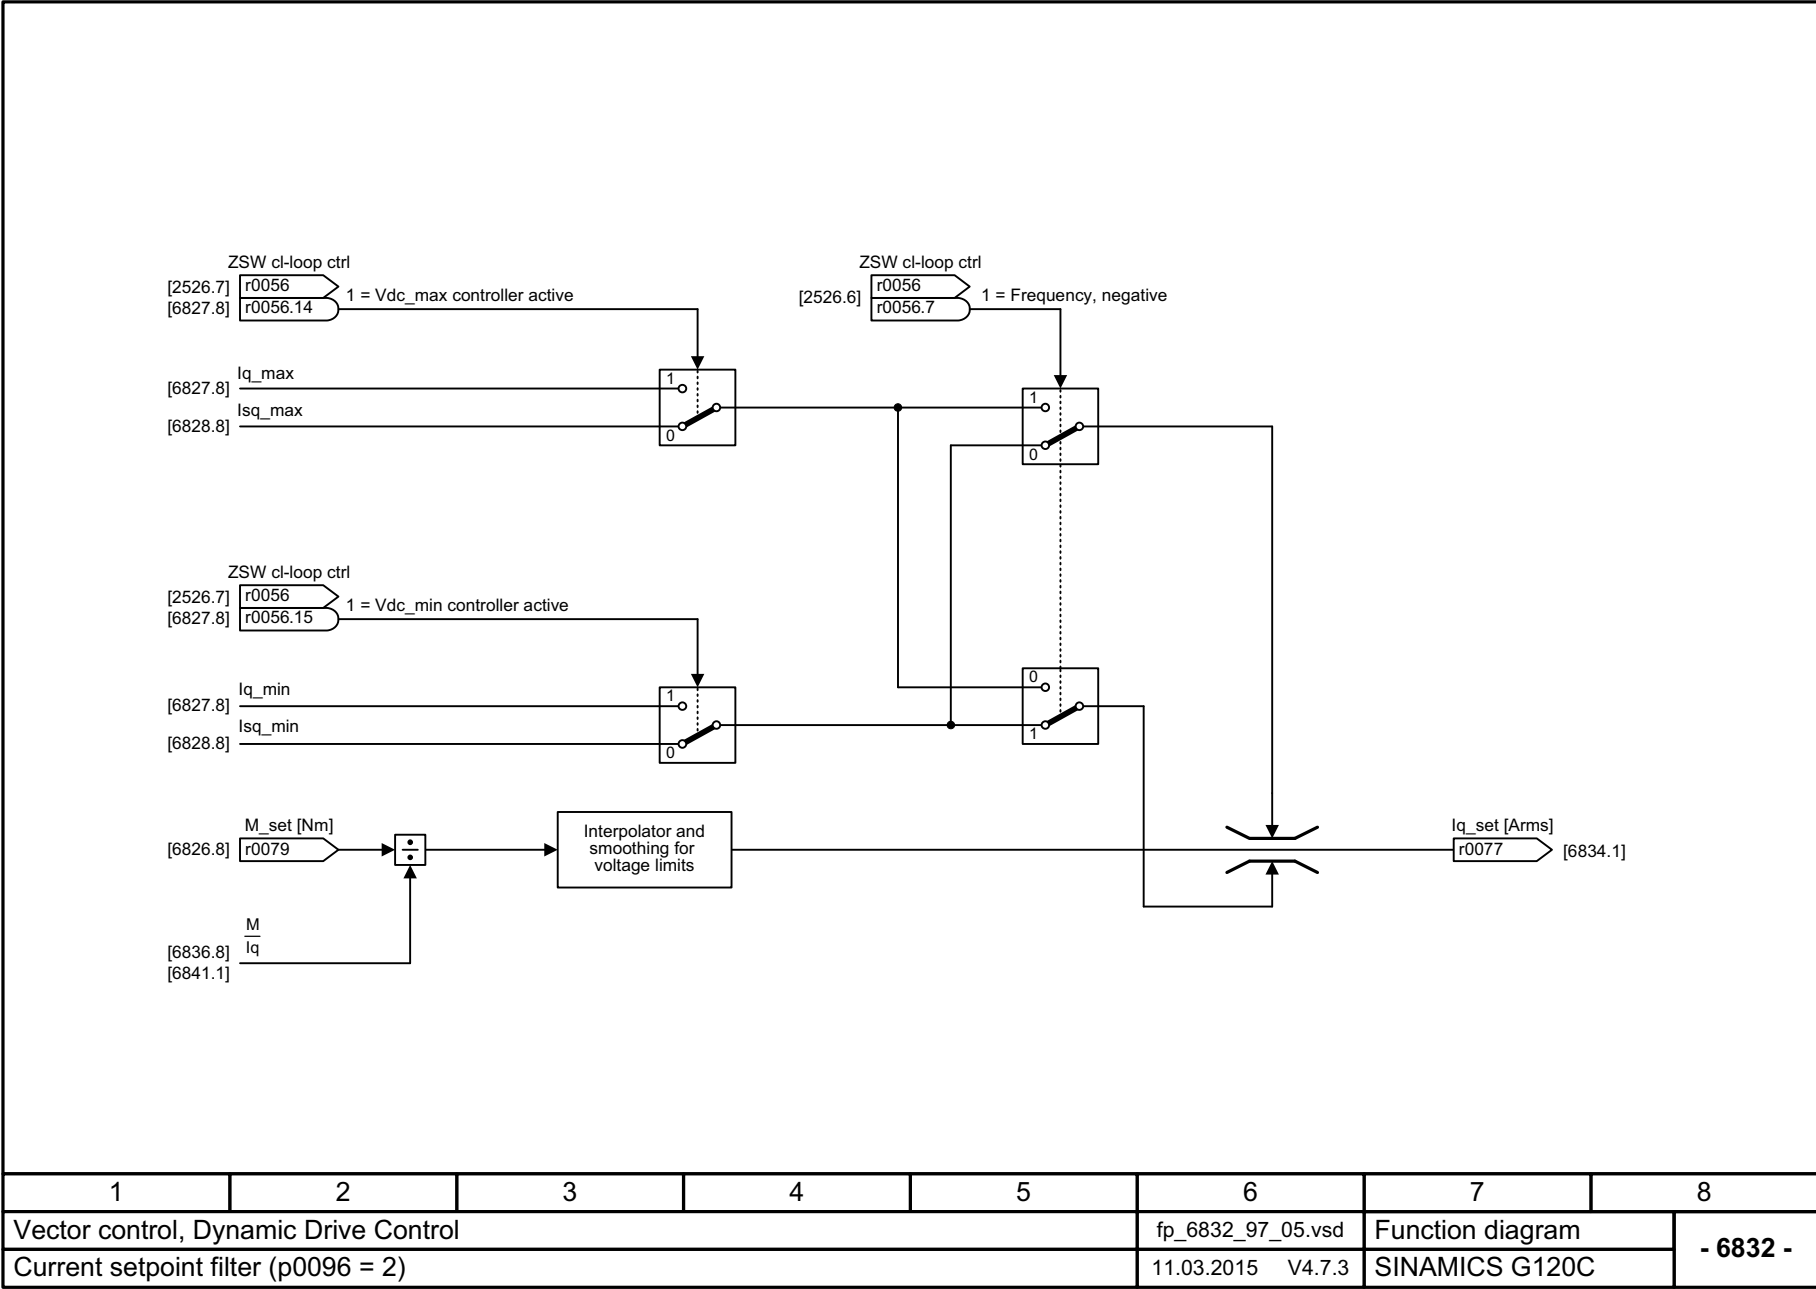 ZSW cl-loop ctrl
[2526.7] r0056
[6827.8] r0056.14
1 = Vdc_max controller active
ZSW cl-loop ctrl
[2526.6] r0056
r0056.7
1 = Frequency, negative
Iq_max
[6827.8] 1
Isq_max
[6828.8] 0
1
0
ZSW cl-loop ctrl
[2526.7] r0056
[6827.8] r0056.15
1 = Vdc_min controller active
Iq_min
[6827.8] 1
Isq_min
[6828.8] 0
0
1
M_set [Nm]
[6826.8] r0079
÷
Interpolator and
smoothing for
voltage limits
Iq_set [Arms]
r0077 [6834.1]
M
Iq
[6836.8]
[6841.1]
1 2 3 4 5 6 7 8
Vector control, Dynamic Drive Control
fp_6832_97_05.vsd
Function diagram
- 6832 -
Current setpoint filter (p0096 = 2)
11.03.2015 V4.7.3
SINAMICS G120C